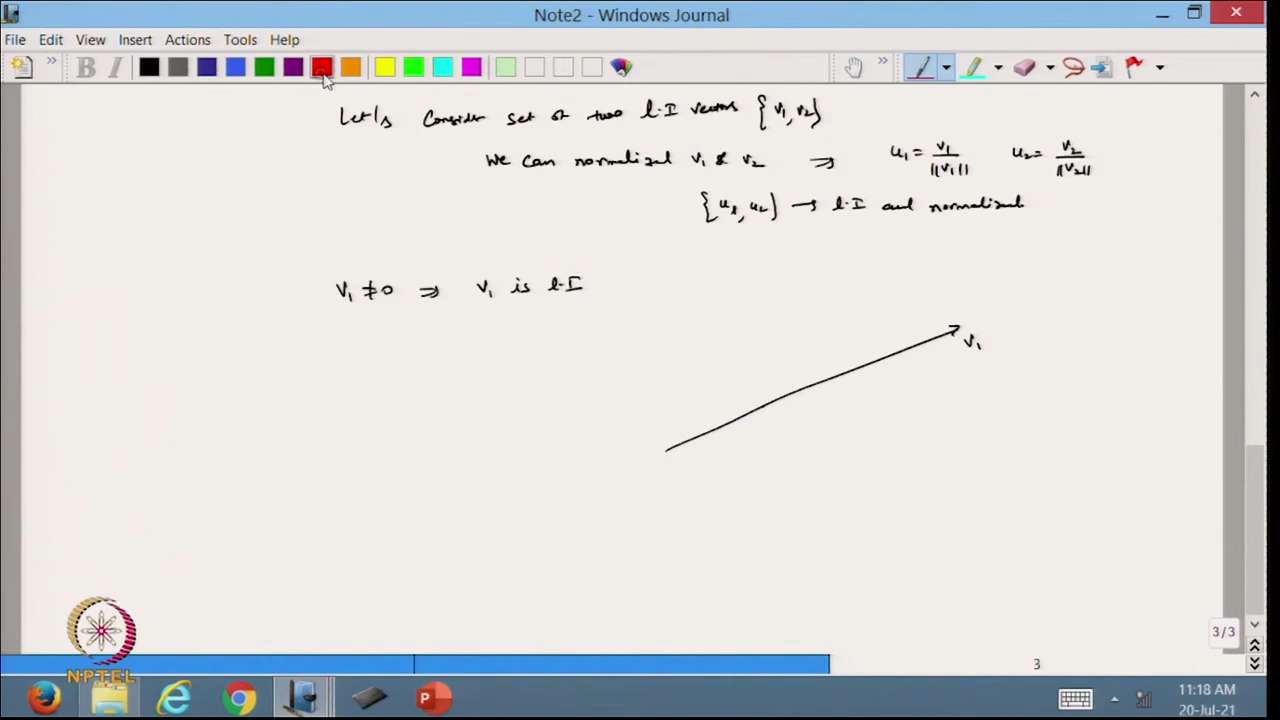 Note2 - Windows Journal
File Edit View Insert Actions Tools Help
B I
Let's Consider set of two l.I vectors {v₁, v₂}
We can normalized v₁ & v₂ ⇒ u₁ = v₁/||v₁|| u₂ = v₂/||v₂||
{u₁, u₂} → l.I and normalized
v₁ ≠ 0 ⇒ v₁ is l.I
v₁
3/3
3
NPTEL
11:18 AM
20-Jul-21